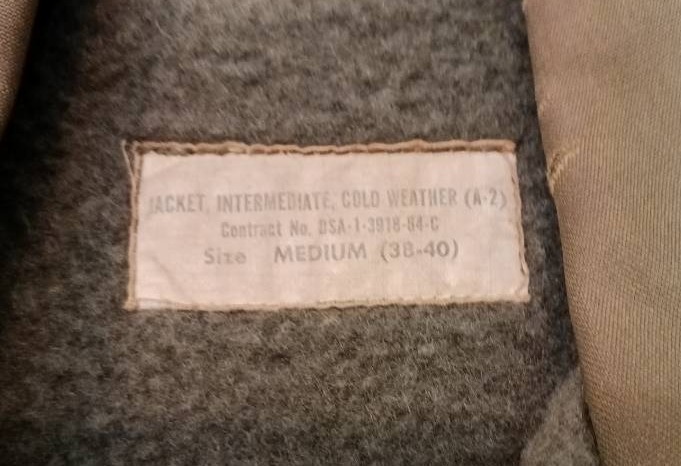 JACKET, INTERMEDIATE, COLD WEATHER (A-2)
Contract No. DSA-1-3918-64-C
Size MEDIUM (38-40)